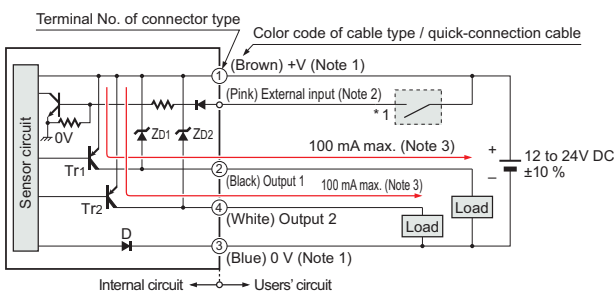 Terminal No. of connector type
Color code of cable type / quick-connection cable
1
(Brown) +V (Note 1)
(Pink) External input (Note 2)
*1
Sensor circuit
0V
ZD1
ZD2
100 mA max. (Note 3)
+
12 to 24V DC
±10 %
–
Tr1
2
(Black) Output 1
100 mA max. (Note 3)
Load
Tr2
4
(White) Output 2
Load
D
3
(Blue) 0 V (Note 1)
Internal circuit
Users' circuit